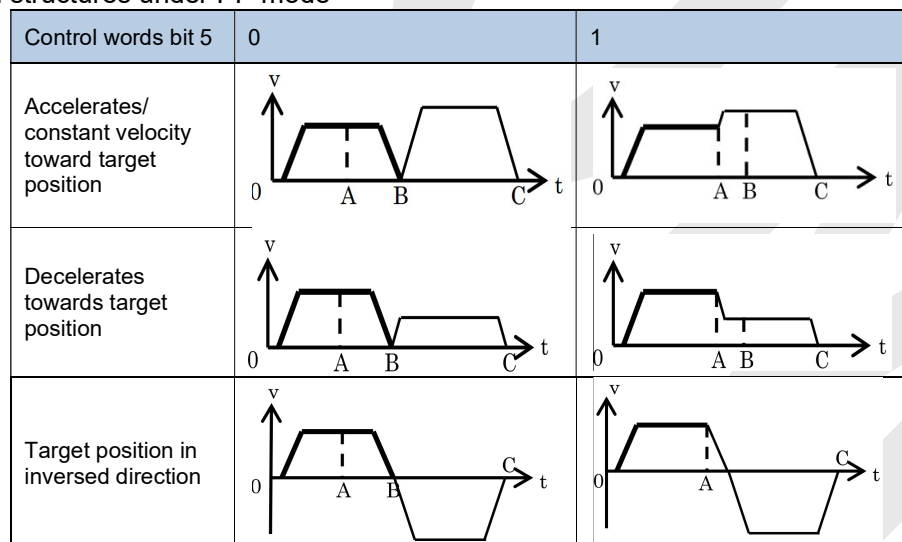 structures under PP mode
Control words bit 5
0
1
Accelerates/
constant velocity
toward target
position
v
0
A
B
C
t
v
0
A
B
C
t
Decelerates
towards target
position
v
0
A
B
C
t
v
0
A
B
C
t
Target position in
inversed direction
v
0
A
B
C
t
v
0
A
C
t